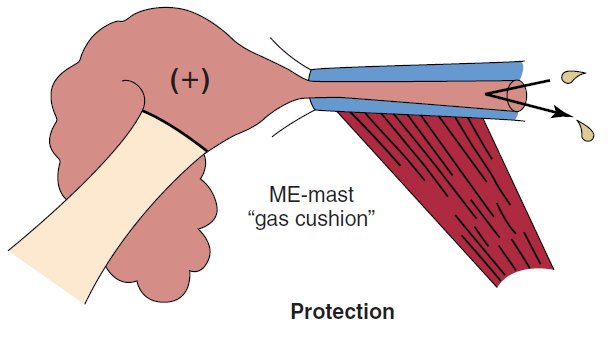 (+)
ME-mast
“gas cushion”
Protection